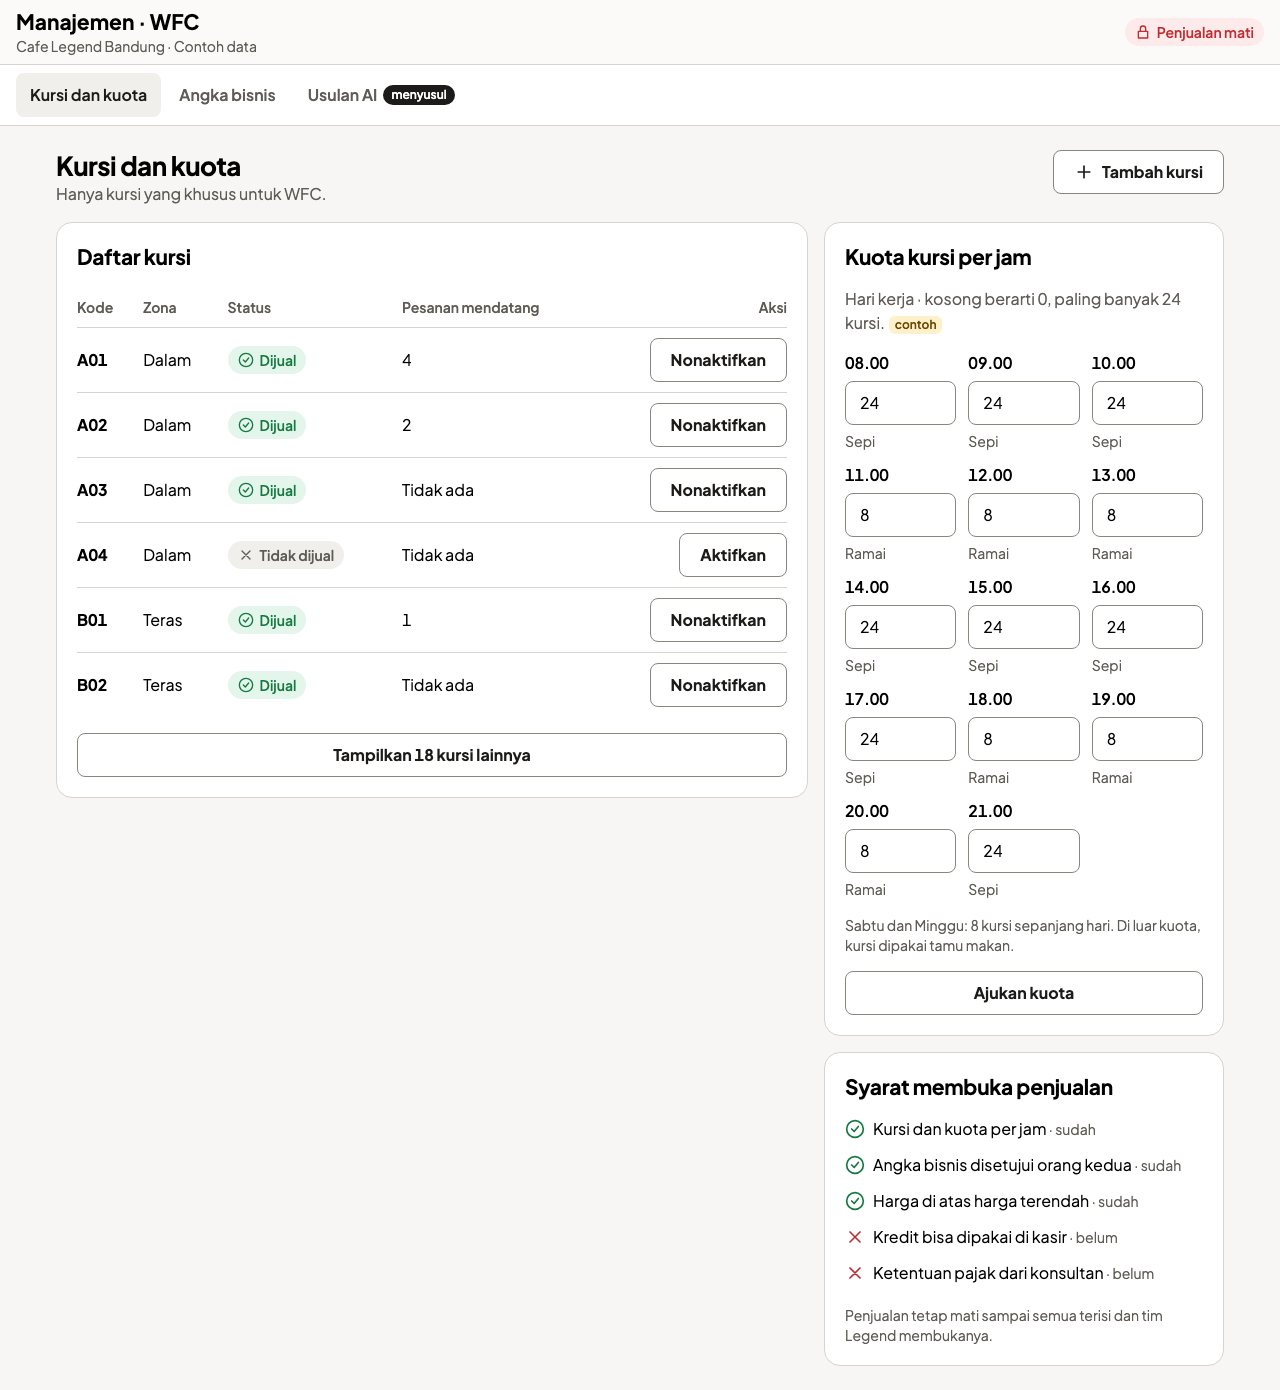 Manajemen · WFC
Cafe Legend Bandung · Contoh data
Penjualan mati
Kursi dan kuota
Angka bisnis
Usulan AI menyusul
Kursi dan kuota
Hanya kursi yang khusus untuk WFC.
Tambah kursi
Daftar kursi
Kode Zona Status Pesanan mendatang Aksi
A01 Dalam Dijual 4 Nonaktifkan
A02 Dalam Dijual 2 Nonaktifkan
A03 Dalam Dijual Tidak ada Nonaktifkan
A04 Dalam Tidak dijual Tidak ada Aktifkan
B01 Teras Dijual 1 Nonaktifkan
B02 Teras Dijual Tidak ada Nonaktifkan
Tampilkan 18 kursi lainnya
Kuota kursi per jam
Hari kerja · kosong berarti 0, paling banyak 24
kursi. contoh
08.00 09.00 10.00
24 24 24
Sepi Sepi Sepi
11.00 12.00 13.00
8 8 8
Ramai Ramai Ramai
14.00 15.00 16.00
24 24 24
Sepi Sepi Sepi
17.00 18.00 19.00
24 8 8
Sepi Ramai Ramai
20.00 21.00
8 24
Ramai Sepi
Sabtu dan Minggu: 8 kursi sepanjang hari. Di luar kuota,
kursi dipakai tamu makan.
Ajukan kuota
Syarat membuka penjualan
Kursi dan kuota per jam · sudah
Angka bisnis disetujui orang kedua · sudah
Harga di atas harga terendah · sudah
Kredit bisa dipakai di kasir · belum
Ketentuan pajak dari konsultan · belum
Penjualan tetap mati sampai semua terisi dan tim
Legend membukanya.